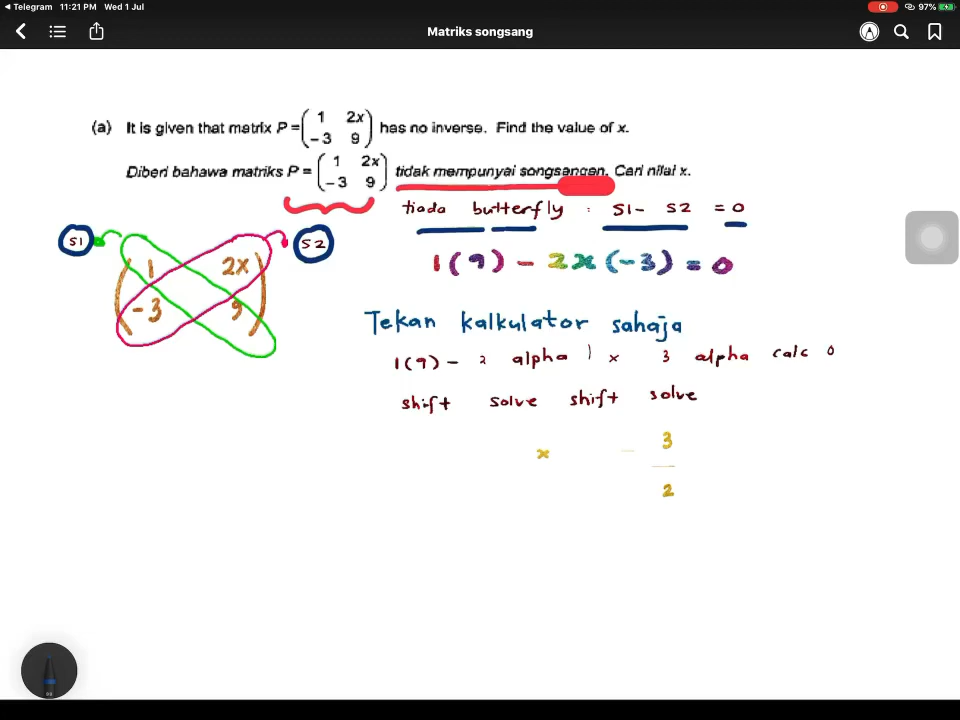 Telegram 11:21 PM Wed 1 Jul 97%
Matriks songsang
(a) It is given that matrix P = ( 1 2x -3 9 ) has no inverse. Find the value of x.
Diberi bahawa matriks P = ( 1 2x -3 9 ) tidak mempunyai songsangan. Cari nilai x.
tiada butterfly : S1 - S2 = 0
S1 S2
1(9) - 2x(-3) = 0
( 1 2x
-3 9 )
Tekan kalkulator sahaja
1(9) - 2 alpha ) x 3 alpha calc 0
shift solve shift solve
x - 3
2